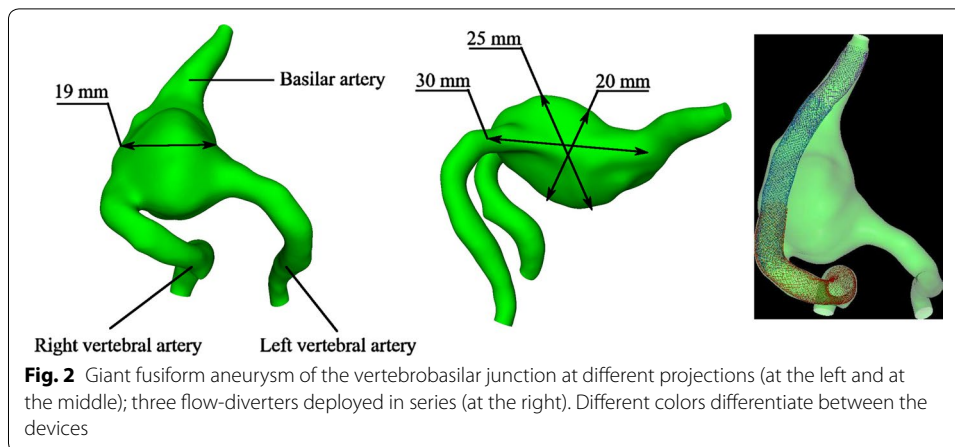 25 mm
30 mm
20 mm
19 mm
Basilar artery
Right vertebral artery
Left vertebral artery
Fig. 2 Giant fusiform aneurysm of the vertebrobasilar junction at different projections (at the left and at
the middle); three flow-diverters deployed in series (at the right). Different colors differentiate between the
devices